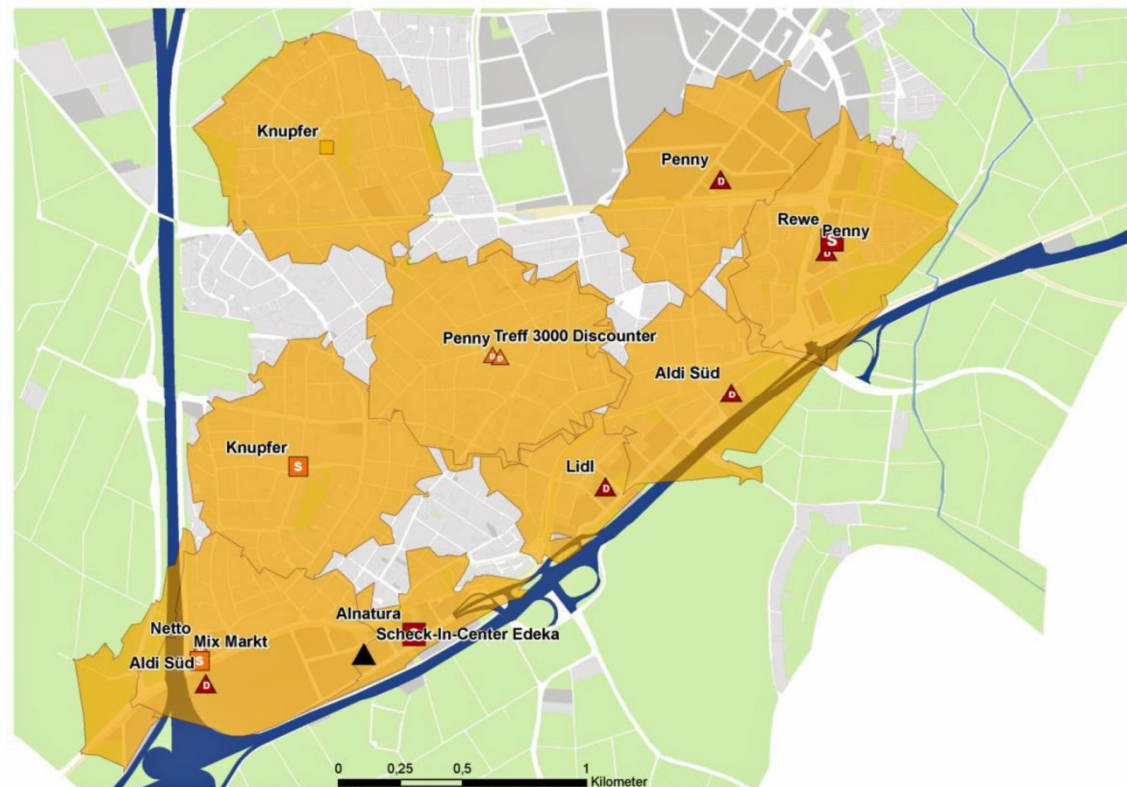 Knupfer
Penny
D
Rewe
S
Penny
D
Penny
Treff 3000 Discounter
D
D
Aldi Süd
D
Knupfer
S
Lidl
D
Alnatura
Scheck-In-Center Edeka
Netto
Mix Markt
S
Aldi Süd
D
0
0,25
0,5
1
Kilometer